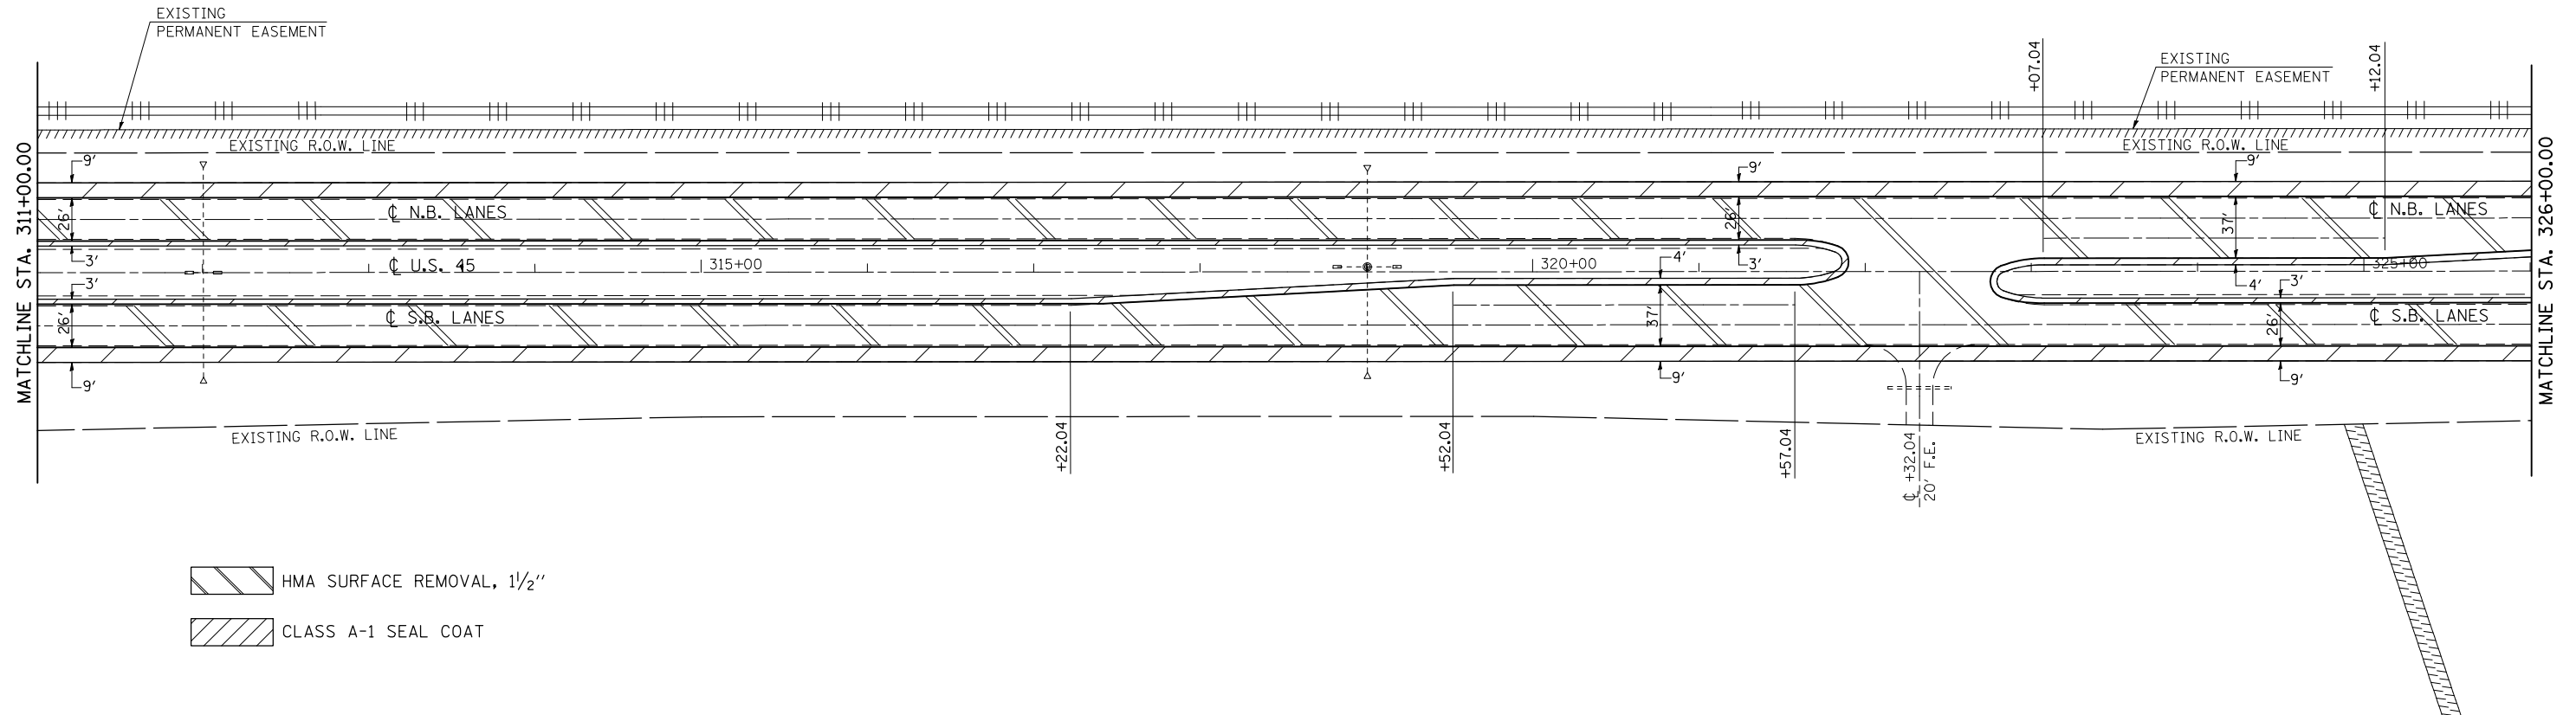 EXISTING
PERMANENT EASEMENT
EXISTING
PERMANENT EASEMENT
+07.04
+12.04
EXISTING R.O.W. LINE
EXISTING R.O.W. LINE
9'
9'
9'
MATCHLINE STA. 311+00.00
MATCHLINE STA. 326+00.00
26'
℄ N.B. LANES
26'
37'
℄ N.B. LANES
3'
℄ U.S. 45
315+00
320+00
4'
3'
325+00
3'
4'
3'
26'
℄ S.B. LANES
37'
26'
℄ S.B. LANES
9'
9'
9'
EXISTING R.O.W. LINE
EXISTING R.O.W. LINE
+22.04
+52.04
+57.04
℄ +32.04
20' F.E.
HMA SURFACE REMOVAL, 1½"
CLASS A-1 SEAL COAT